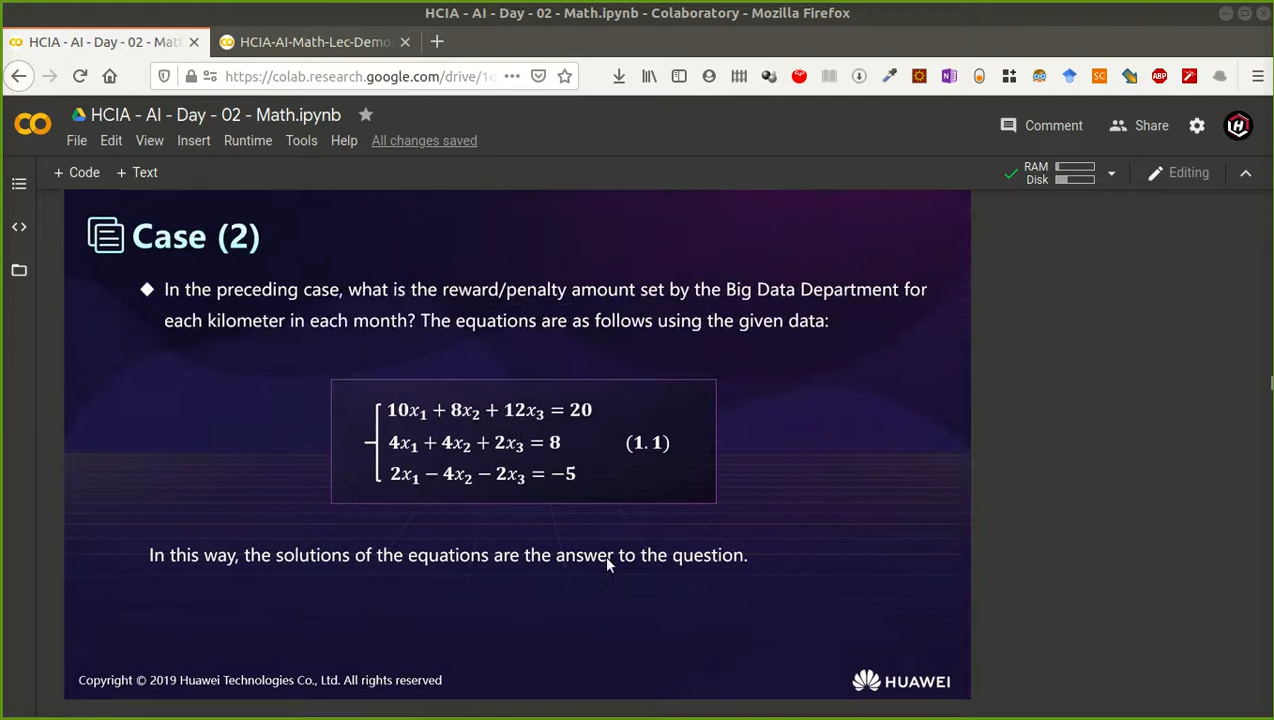 HCIA - AI - Day - 02 - Math.ipynb - Colaboratory - Mozilla Firefox
HCIA - AI - Day - 02 - Mat
HCIA-AI-Math-Lec-Demo.
https://colab.research.google.com/drive/1
HCIA - AI - Day - 02 - Math.ipynb
Comment
Share
File Edit View Insert Runtime Tools Help All changes saved
+ Code + Text
RAM
Disk
Editing
Case (2)
◆ In the preceding case, what is the reward/penalty amount set by the Big Data Department for
each kilometer in each month? The equations are as follows using the given data:
10x₁ + 8x₂ + 12x₃ = 20
4x₁ + 4x₂ + 2x₃ = 8 (1.1)
2x₁ − 4x₂ − 2x₃ = −5
In this way, the solutions of the equations are the answer to the question.
Copyright © 2019 Huawei Technologies Co., Ltd. All rights reserved
HUAWEI